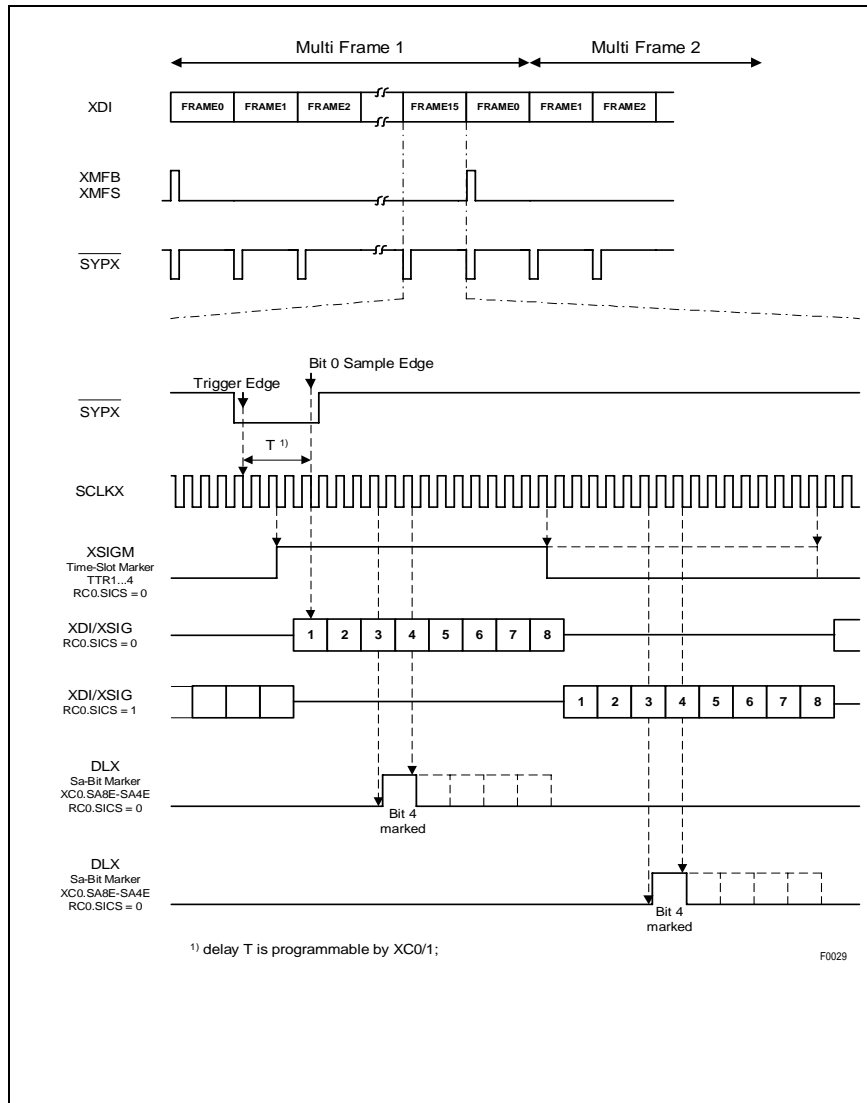 Multi Frame 1 Multi Frame 2
XDI FRAME0 FRAME1 FRAME2 FRAME15 FRAME0 FRAME1 FRAME2
XMFB
XMFS
SYPX
Bit 0 Sample Edge
Trigger Edge
SYPX
T 1)
SCLKX
XSIGM
Time-Slot Marker
TTR1...4
RC0.SICS = 0
XDI/XSIG
RC0.SICS = 0
1 2 3 4 5 6 7 8
XDI/XSIG
RC0.SICS = 1
1 2 3 4 5 6 7 8
DLX
Sa-Bit Marker
XC0.SA8E-SA4E
RC0.SICS = 0
Bit 4
marked
DLX
Sa-Bit Marker
XC0.SA8E-SA4E
RC0.SICS = 0
Bit 4
marked
1) delay T is programmable by XC0/1;
F0029